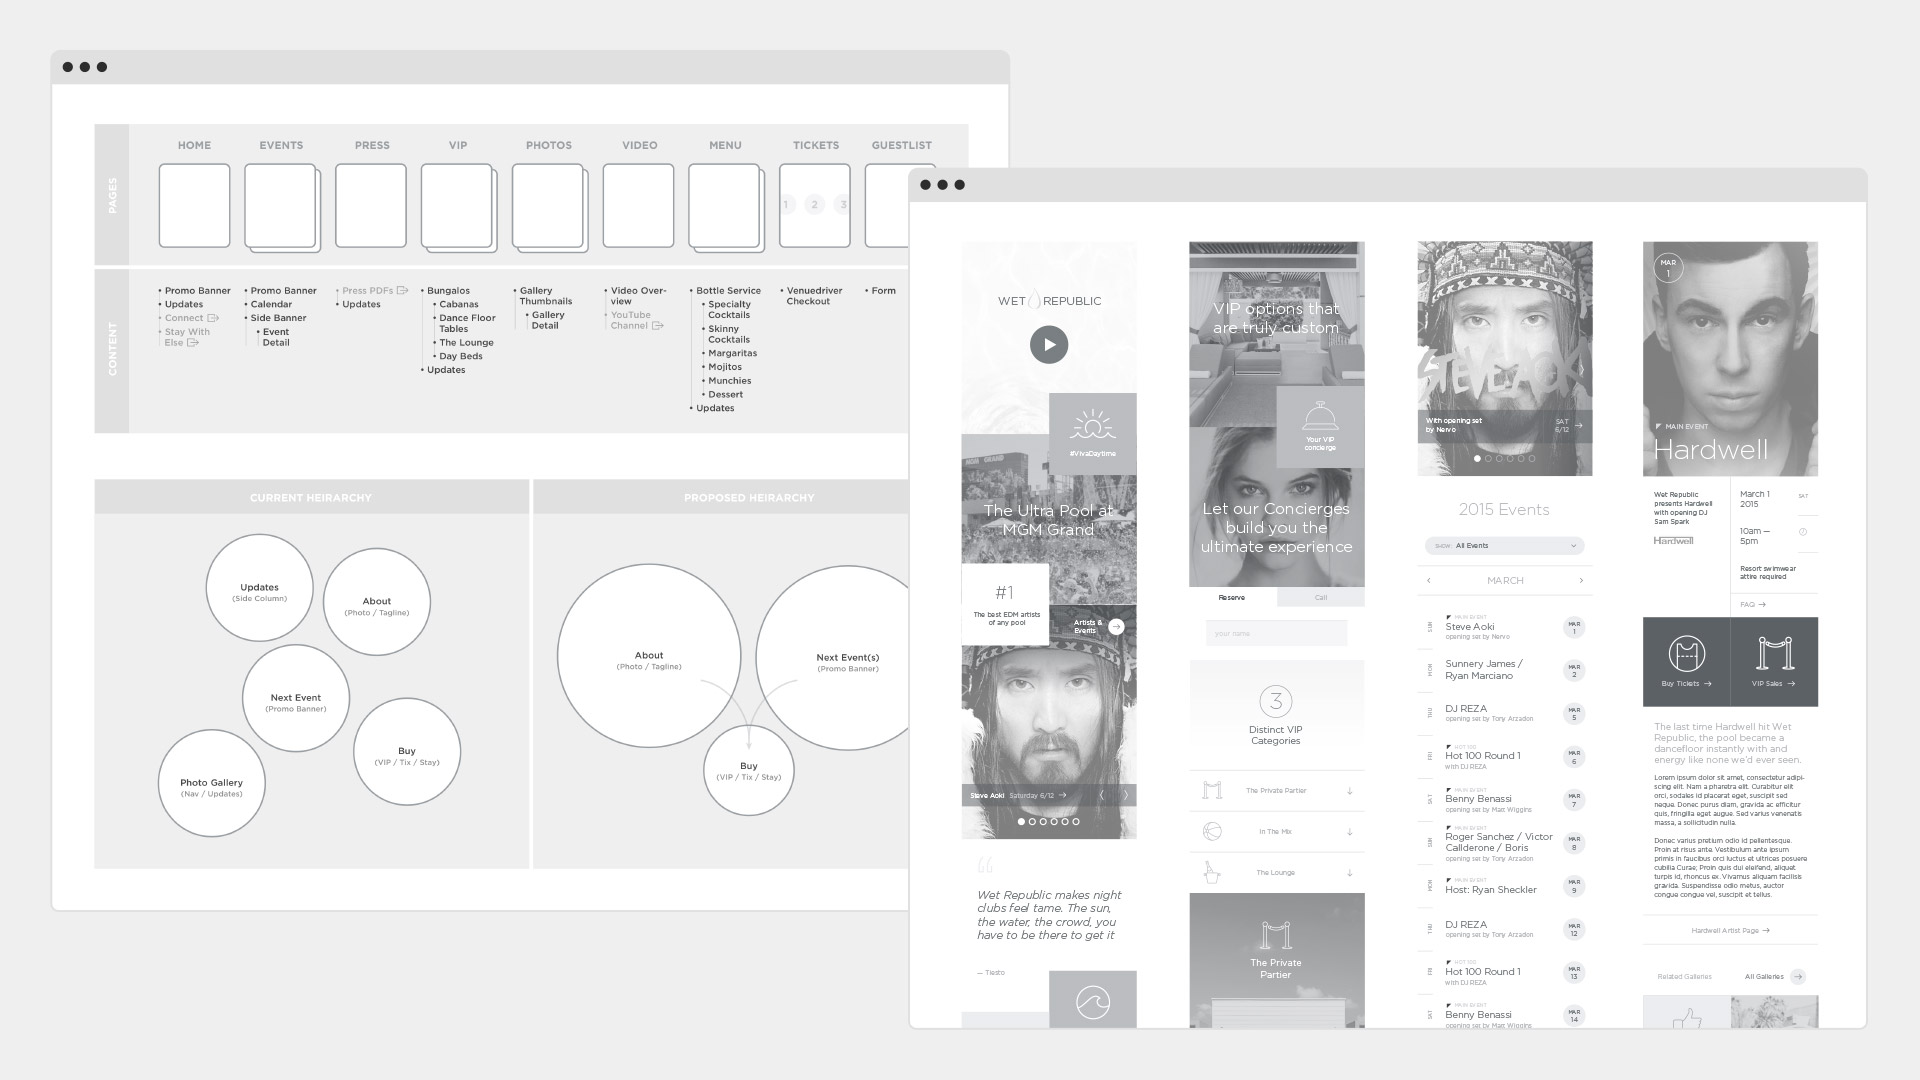 HOME
EVENTS
PRESS
VIP
PHOTOS
VIDEO
MENU
TICKETS
GUESTLIST
PAGES
1 2 3
CONTENT
• Promo Banner
• Updates
• Connect
• Stay With
Else
• Promo Banner
• Calendar
• Side Banner
• Event
Detail
• Press PDFs
• Updates
• Bungalos
• Cabanas
• Dance Floor
Tables
• The Lounge
• Day Beds
• Updates
• Gallery
Thumbnails
• Gallery
Detail
• Video Over-
view
• YouTube
Channel
• Bottle Service
• Specialty
Cocktails
• Skinny
Cocktails
• Margaritas
• Mojitos
• Munchies
• Dessert
• Updates
• Venuedriver
Checkout
• Form
CURRENT HEIRARCHY
Updates
(Side Column)
About
(Photo / Tagline)
Next Event
(Promo Banner)
Buy
(VIP / Tix / Stay)
Photo Gallery
(Nav / Updates)
PROPOSED HEIRARCHY
About
(Photo / Tagline)
Next Event(s)
(Promo Banner)
Buy
(VIP / Tix / Stay)
WET REPUBLIC
#VivaDaytime
MGM GRAND
The Ultra Pool at
MGM Grand
#1
The best EDM artists
of any pool
Artists &
Events
Steve Aoki Saturday 6/12
“
Wet Republic makes night
clubs feel tame. The sun,
the water, the crowd, you
have to be there to get it
— Tiesto
VIP options that
are truly custom
Your VIP
concierge
Let our Concierges
build you the
ultimate experience
Reserve
Call
your name
3
Distinct VIP
Categories
The Private Partier
In The Mix
The Lounge
The Private
Partier
STEVE AOKI
With opening set
by Nervo
SAT
6/12
2015 Events
SHOW: All Events
MARCH
SUN
MAIN EVENT
Steve Aoki
opening set by Nervo
MAR
1
MON
Sunnery James /
Ryan Marciano
MAR
2
THU
DJ REZA
opening set by Tony Arzadon
MAR
5
FRI
HOT 100
Hot 100 Round 1
with DJ REZA
MAR
6
SAT
MAIN EVENT
Benny Benassi
opening set by Matt Wiggins
MAR
7
SUN
MAIN EVENT
Roger Sanchez / Victor
Callderone / Boris
opening set by Tony Arzadon
MAR
8
MON
MAIN EVENT
Host: Ryan Sheckler
MAR
9
THU
DJ REZA
opening set by Tony Arzadon
MAR
12
FRI
HOT 100
Hot 100 Round 1
with DJ REZA
MAR
13
SAT
MAIN EVENT
Benny Benassi
opening set by Matt Wiggins
MAR
14
MAR
1
MAIN EVENT
Hardwell
Wet Republic
presents Hardwell
with opening DJ
Sam Spark
Hardwell
March 1
2015
SAT
10am —
5pm
Resort swimwear
attire required
FAQ
Buy Tickets
VIP Sales
The last time Hardwell hit Wet
Republic, the pool became a
dancefloor instantly with and
energy like none we'd ever seen.
Lorem ipsum dolor sit amet, consectetur adipi-
scing elit. Nam a pharetra elit. Curabitur elit
orci, sodales id placerat eget, suscipit sed
neque. Donec purus diam, gravida ac efficitur
quis, fringilla eget augue. Sed varius venenatis
massa, a sollicitudin nulla.
Donec varius pretium odio id pellentesque.
Proin at risus ante. Vestibulum ante ipsum
primis in faucibus orci luctus et ultrices posuere
cubilia Curae; Proin quis dui eleifend, aliquet
turpis id, rhoncus ex. Vivamus aliquam facilisis
gravida. Suspendisse odio metus, auctor
congue congue vel, suscipit et tellus.
Hardwell Artist Page
Related Galleries
All Galleries